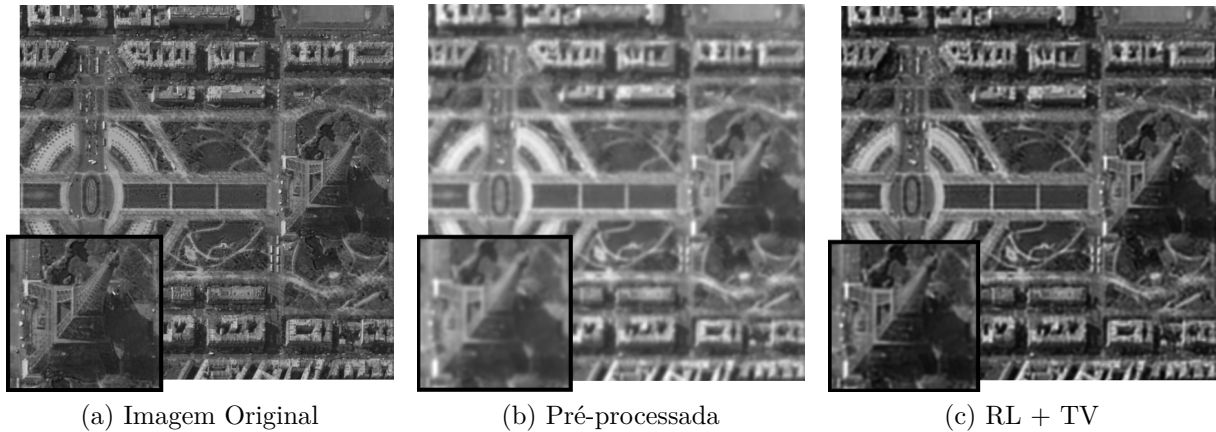 (a) Imagem Original
(b) Pré-processada
(c) RL + TV